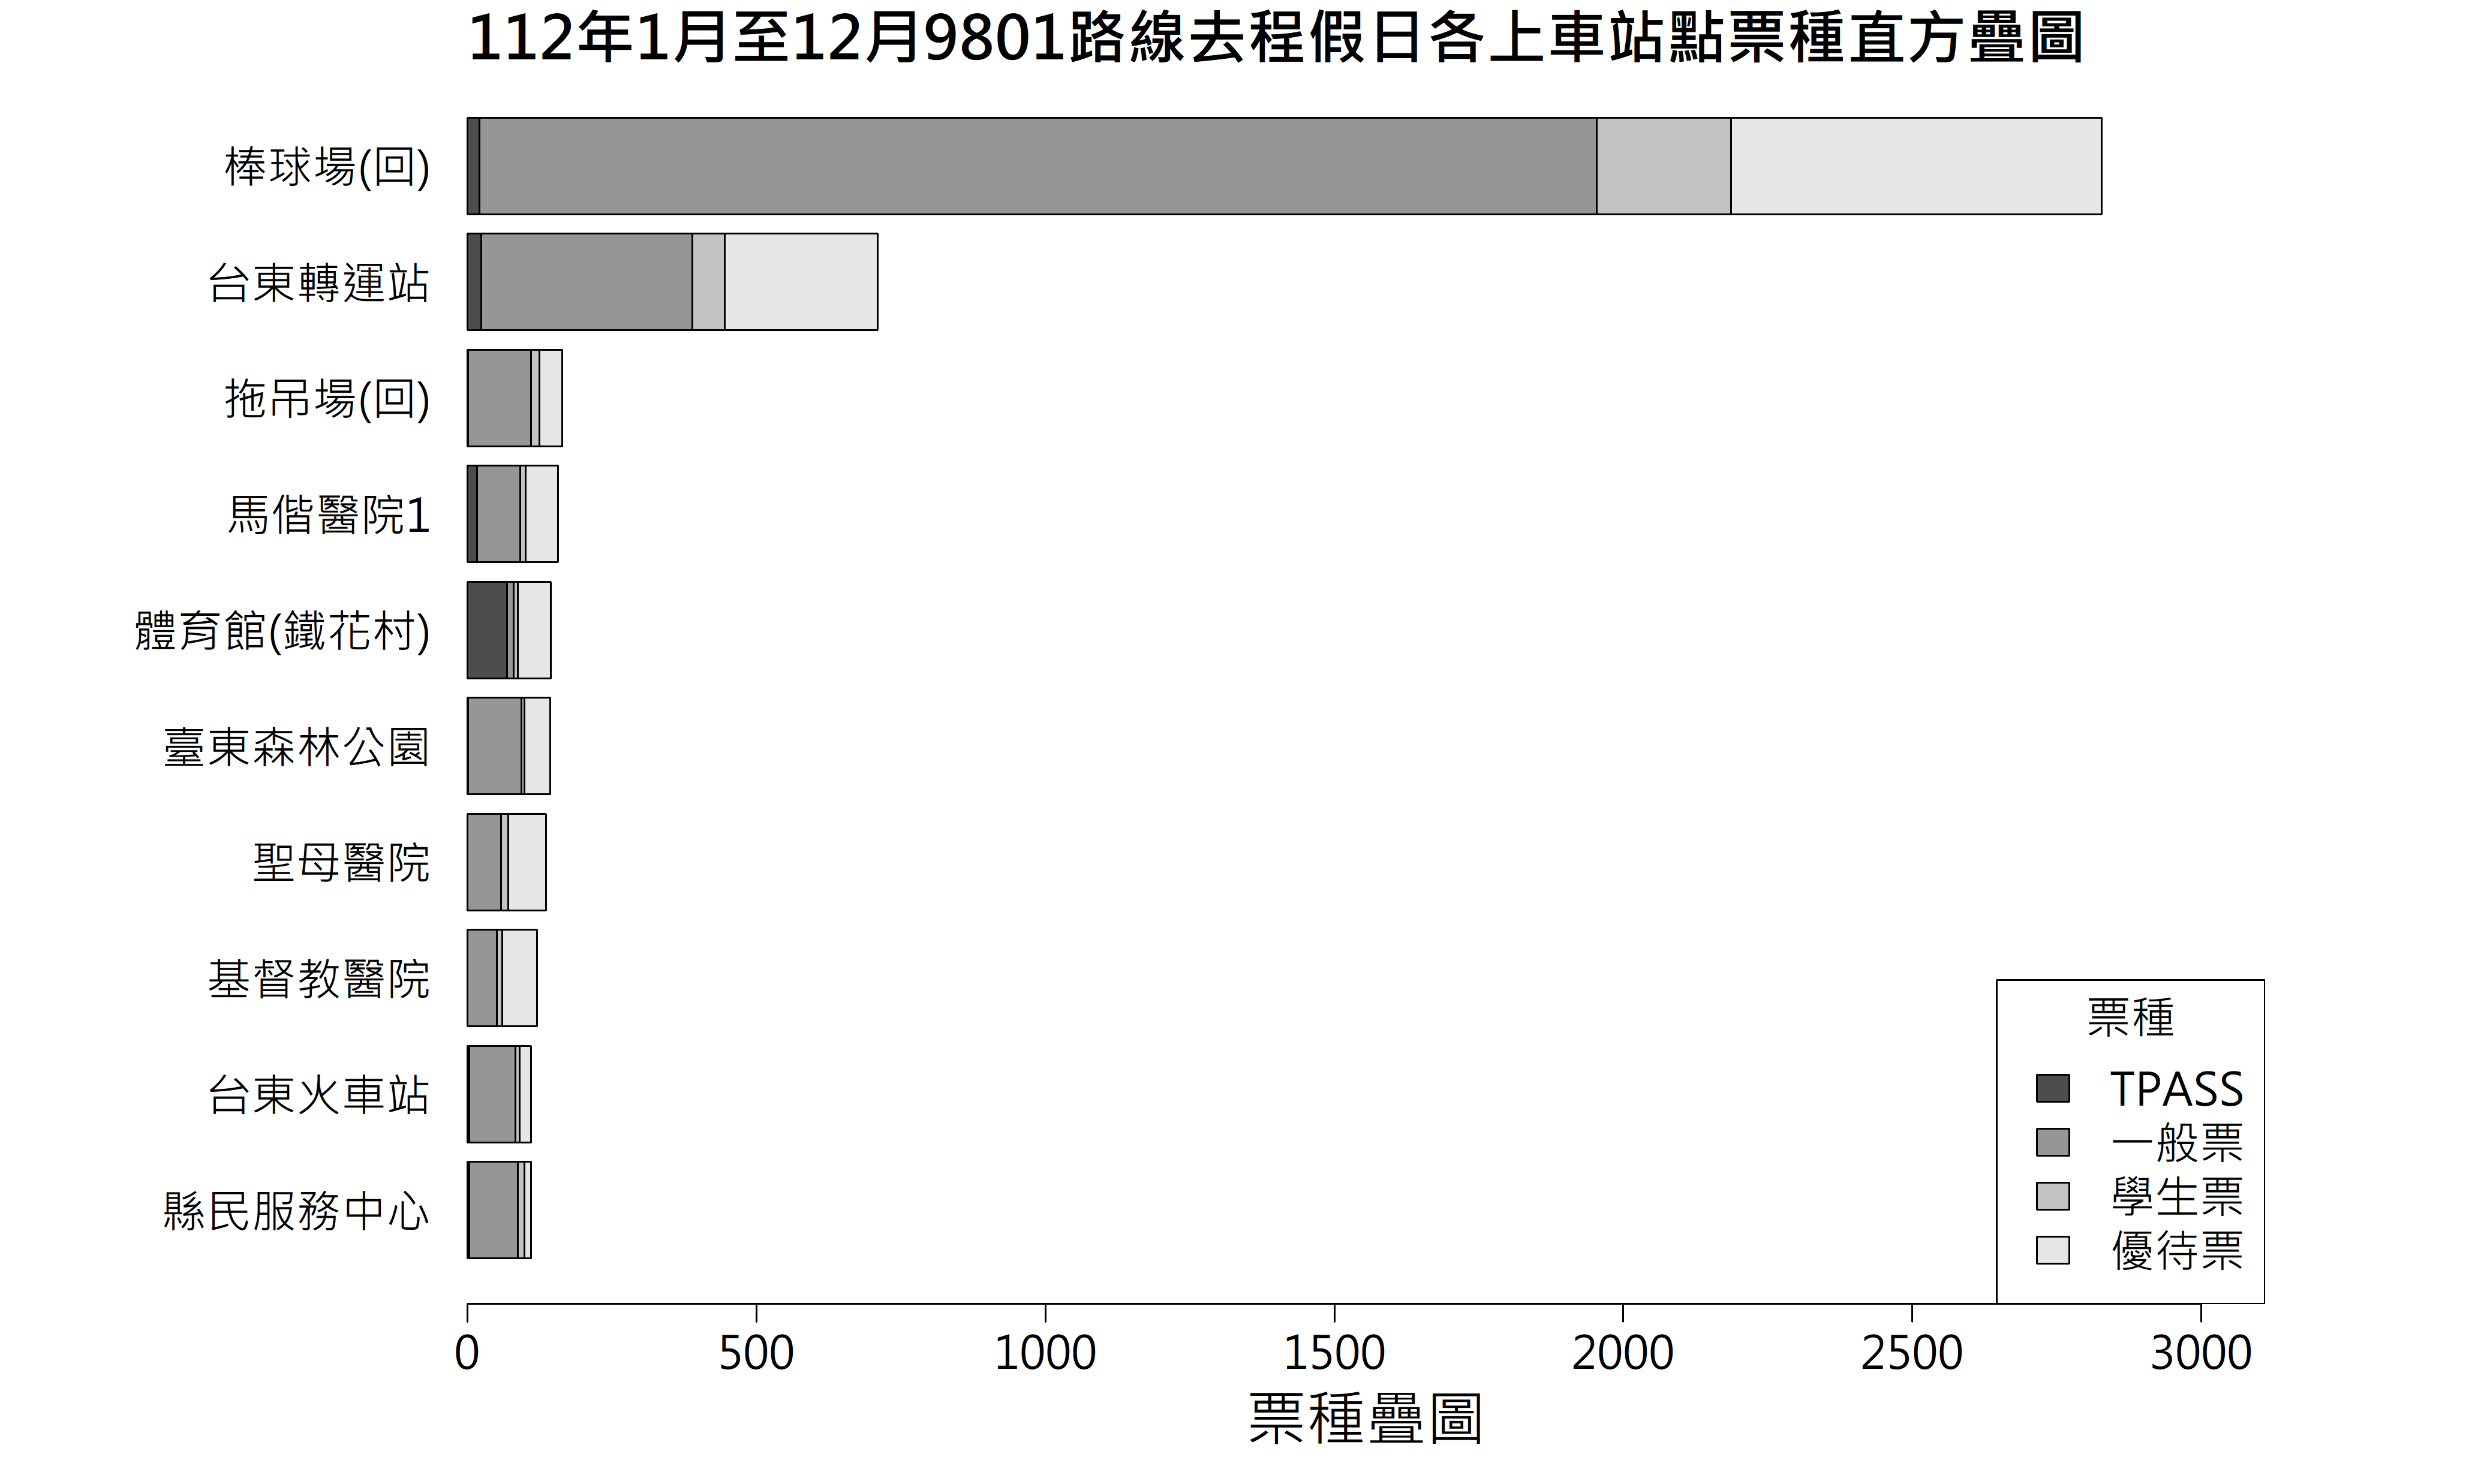 112年1月至12月9801路線去程假日各上車站點票種直方疊圖
棒球場(回)
台東轉運站
拖吊場(回)
馬偕醫院1
體育館(鐵花村)
臺東森林公園
聖母醫院
基督教醫院
台東火車站
縣民服務中心
票種
TPASS
一般票
學生票
優待票
0 500 1000 1500 2000 2500 3000
票種疊圖